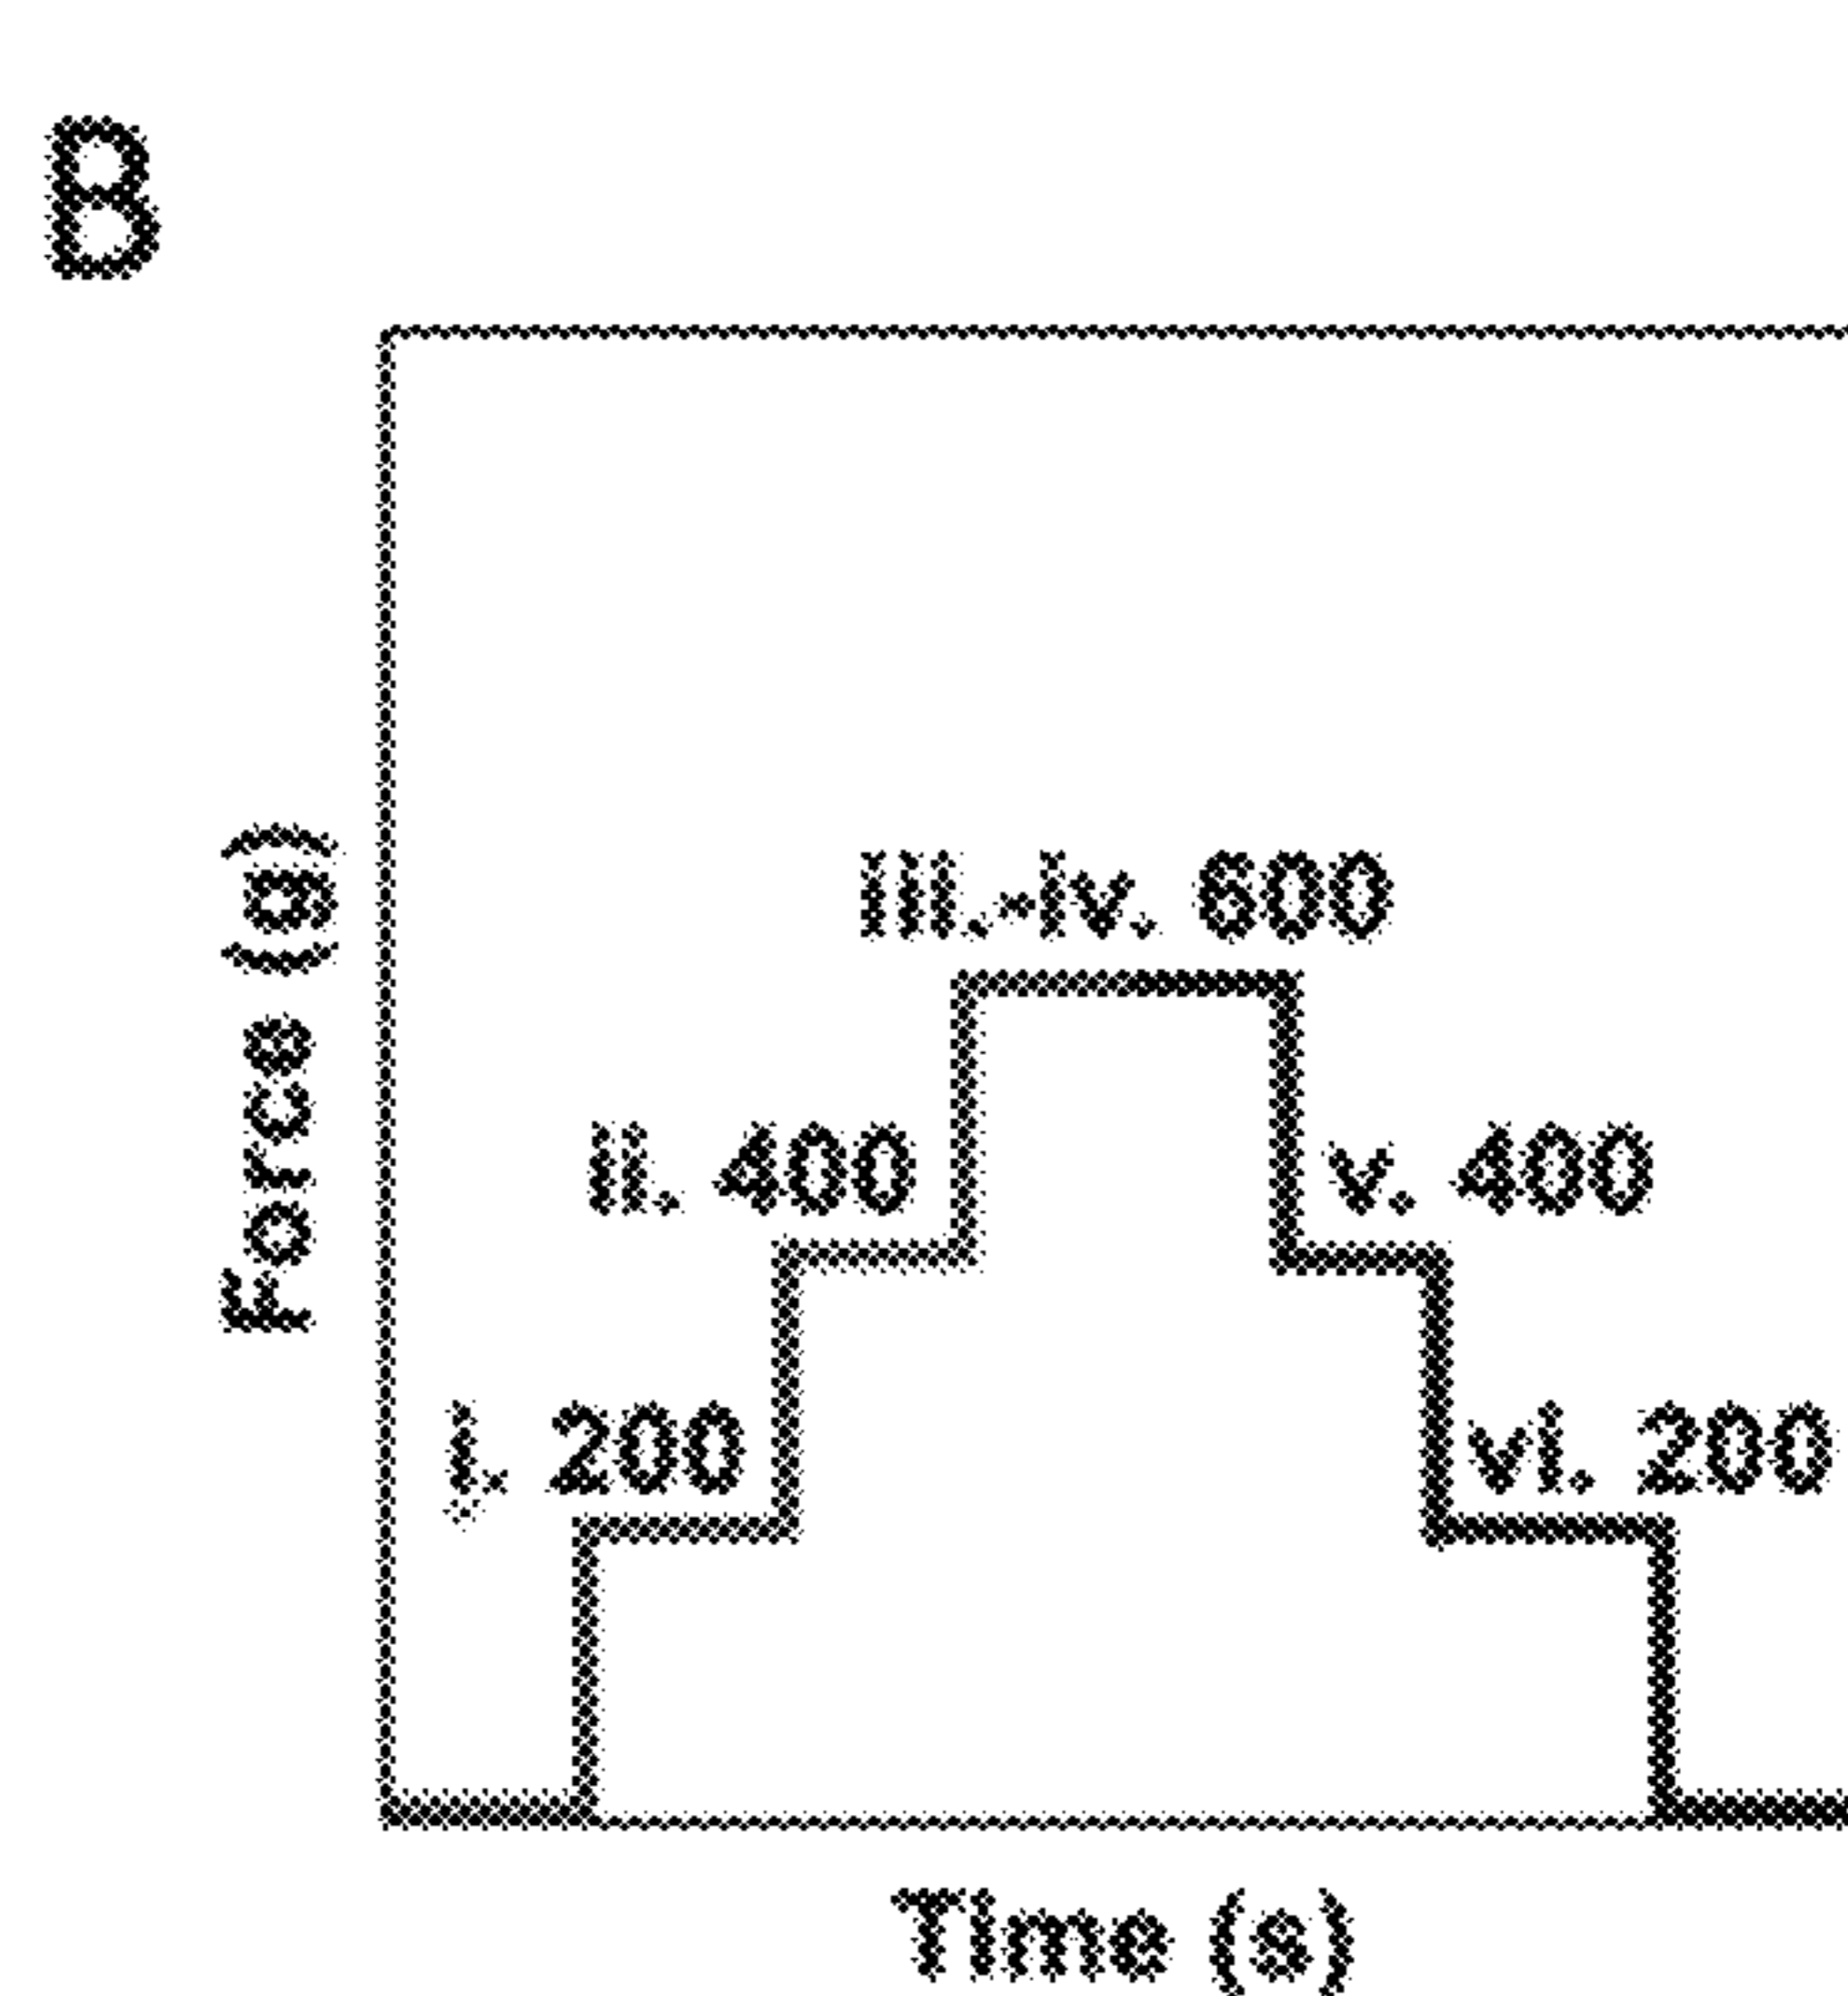 B
Force (g)
iii.-iv. 600
ii. 400
v. 400
i. 200
vi. 200
Time (s)